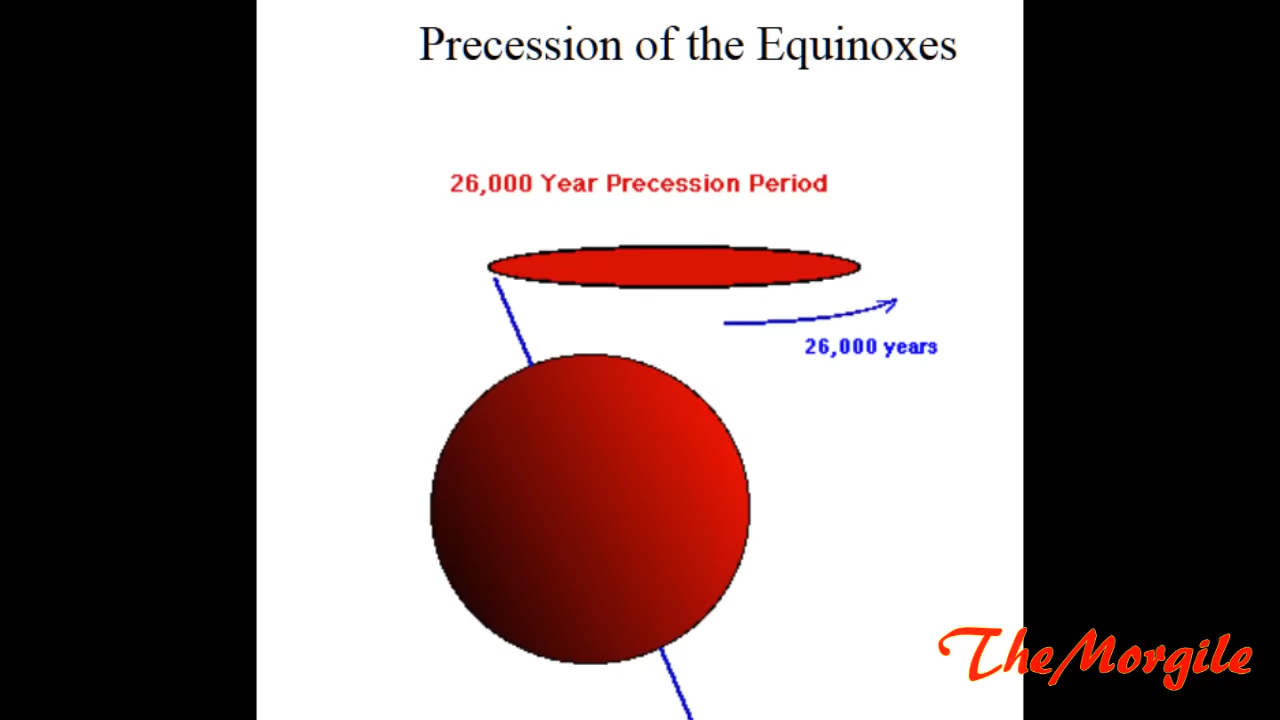 Precession of the Equinoxes
26,000 Year Precession Period
26,000 years
TheMorgile